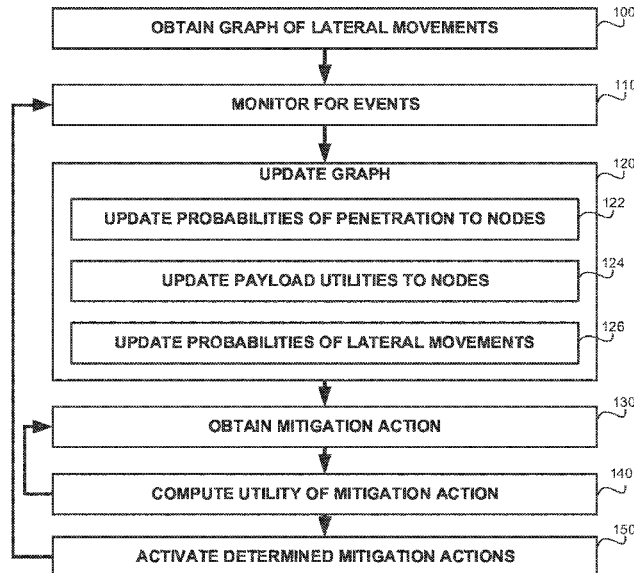 OBTAIN GRAPH OF LATERAL MOVEMENTS
100
MONITOR FOR EVENTS
110
UPDATE GRAPH
120
UPDATE PROBABILITIES OF PENETRATION TO NODES
122
UPDATE PAYLOAD UTILITIES TO NODES
124
UPDATE PROBABILITIES OF LATERAL MOVEMENTS
126
OBTAIN MITIGATION ACTION
130
COMPUTE UTILITY OF MITIGATION ACTION
140
ACTIVATE DETERMINED MITIGATION ACTIONS
150